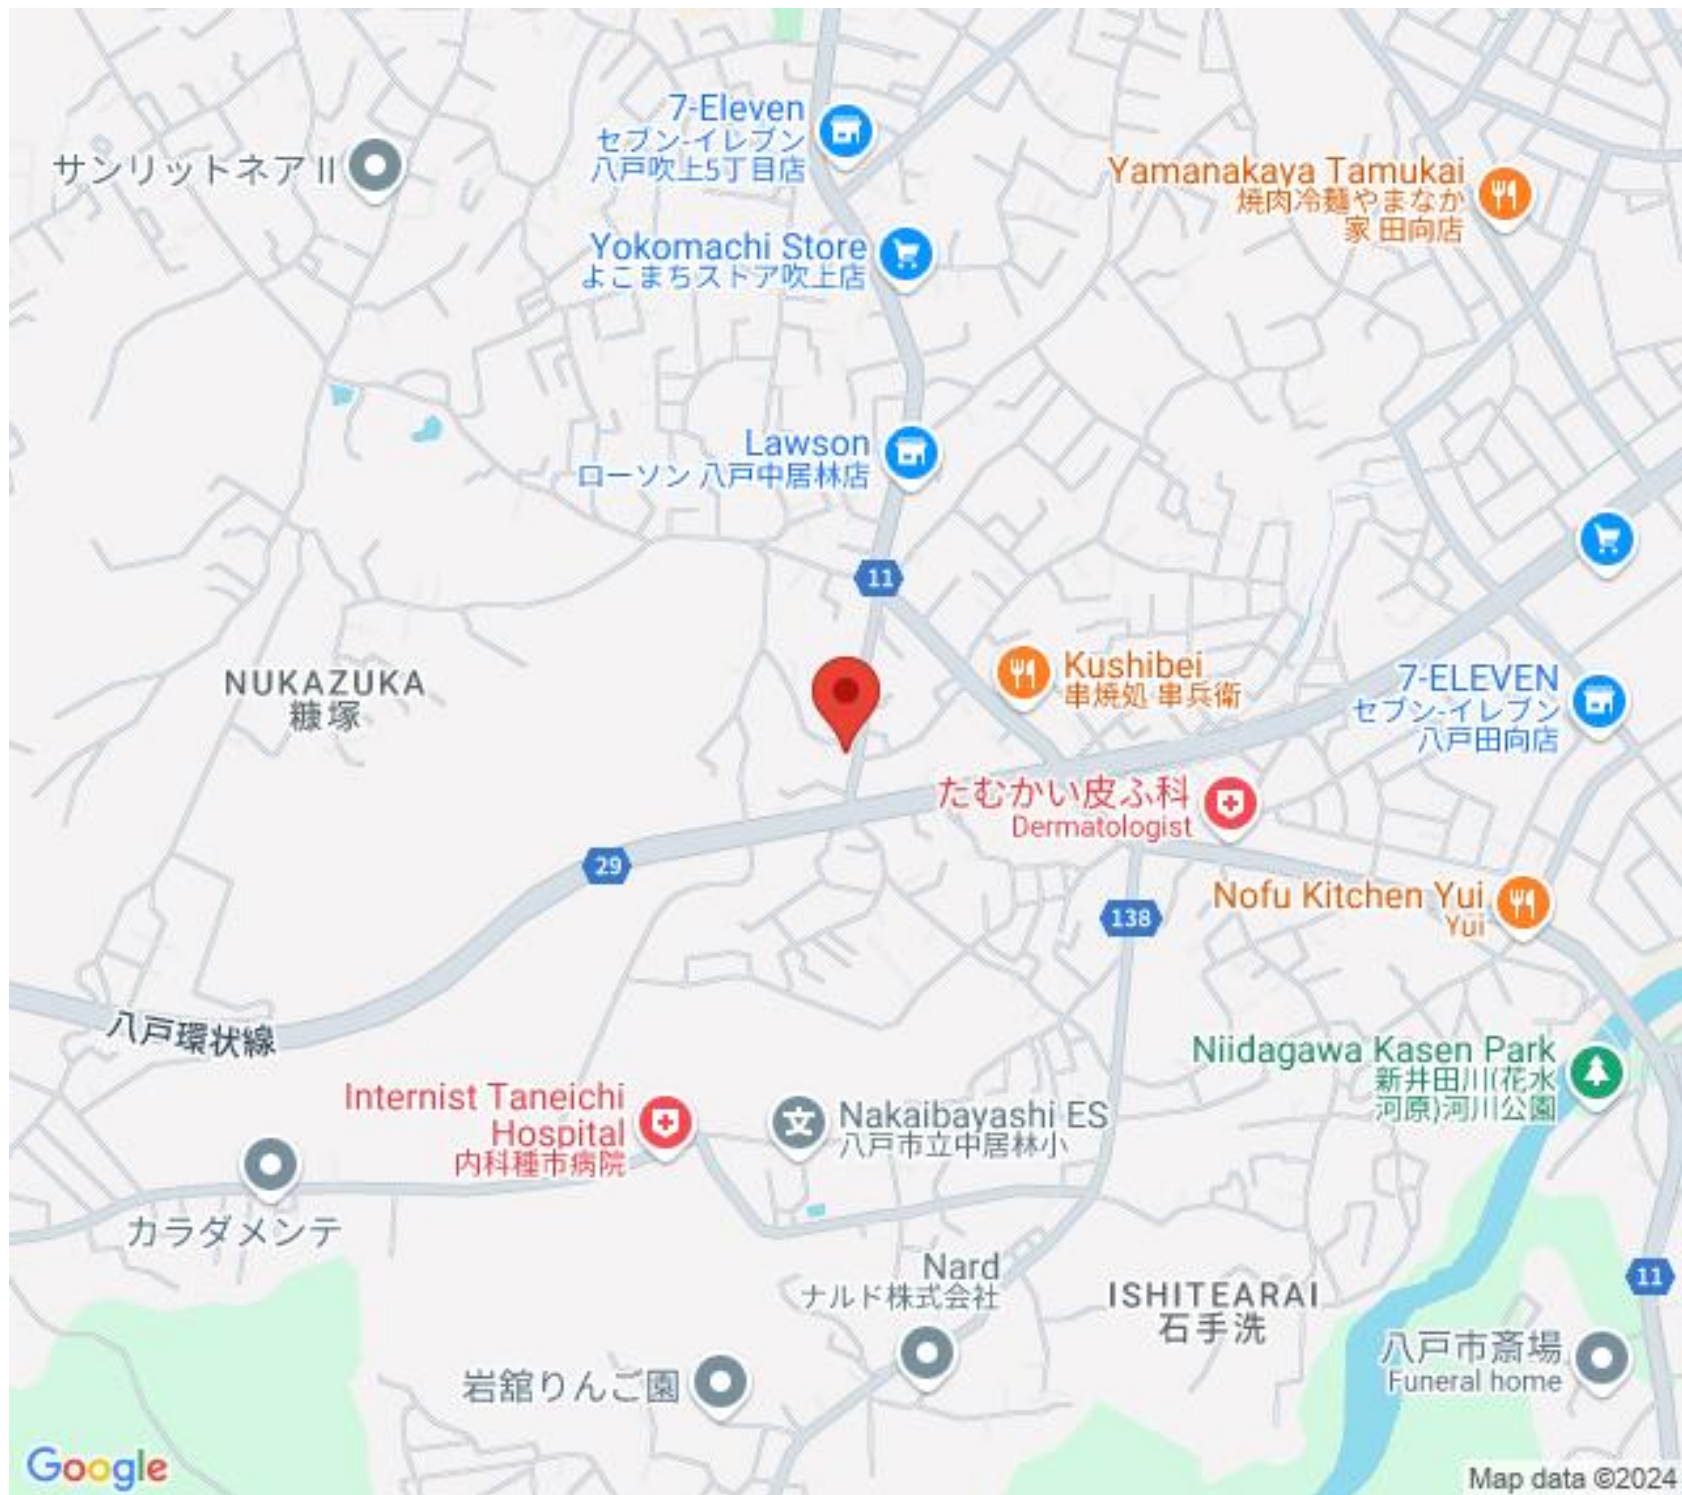 7-Eleven
セブン-イレブン
八戸吹上5丁目店
サンリットネアⅡ
Yamanakaya Tamukai
焼肉冷麺やまなか
家 田向店
Yokomachi Store
よこまちストア吹上店
Lawson
ローソン 八戸中居林店
11
Kushibei
串焼処 串兵衛
NUKAZUKA
糠塚
7-ELEVEN
セブン-イレブン
八戸田向店
たむかい皮ふ科
Dermatologist
29
Nofu Kitchen Yui
Yui
138
八戸環状線
Niidagawa Kasen Park
新井田川(花水
河原)河川公園
Internist Taneichi
Hospital
内科種市病院
文
Nakaibayashi ES
八戸市立中居林小
カラダメンテ
Nard
ナルド株式会社
ISHITEARAI
石手洗
11
八戸市斎場
Funeral home
岩舘りんご園
Google
Map data ©2024